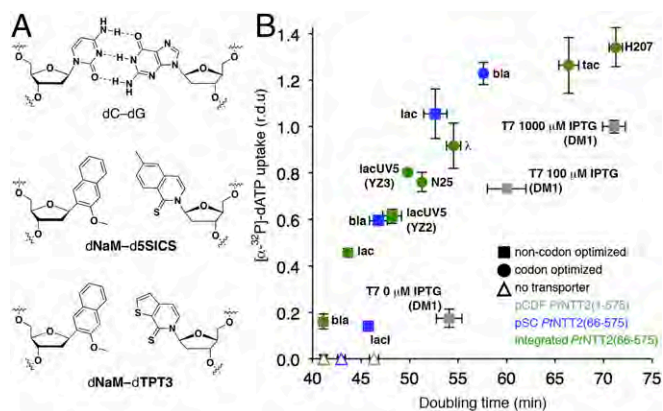 A
H
N–H
O
N
N
N
N
H–N
N
O
N–H
H
O
O
O
O
O
O
dC–dG
O
O
O
N
S
O
O
O
dNaM–d5SICS
S
O
O
O
N
S
O
O
O
dNaM–dTPT3
B
[α-³²P]-dATP uptake (r.d.u)
1.4
1.2
1.0
0.8
0.6
0.4
0.2
0.0
H207
tac
bla
lac
T7 1000 μM IPTG
(DM1)
λ
lacUV5
(YZ3)
N25
T7 100 μM IPTG
(DM1)
bla
lacUV5
(YZ2)
lac
T7 0 μM IPTG
(DM1)
bla
lacI
non-codon optimized
codon optimized
no transporter
pCDF PtNTT2(1-575)
pSC PtNTT2(66-575)
integrated PtNTT2(66-575)
40 45 50 55 60 65 70 75
Doubling time (min)